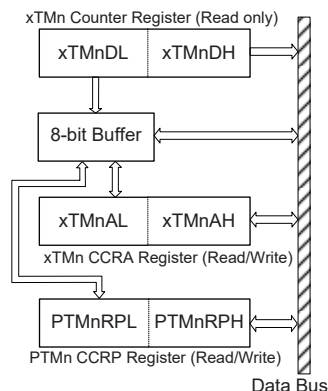 xTMn Counter Register (Read only)
xTMnDL xTMnDH
8-bit Buffer
xTMnAL xTMnAH
xTMn CCRA Register (Read/Write)
PTMnRPL PTMnRPH
PTMn CCRP Register (Read/Write)
Data Bus